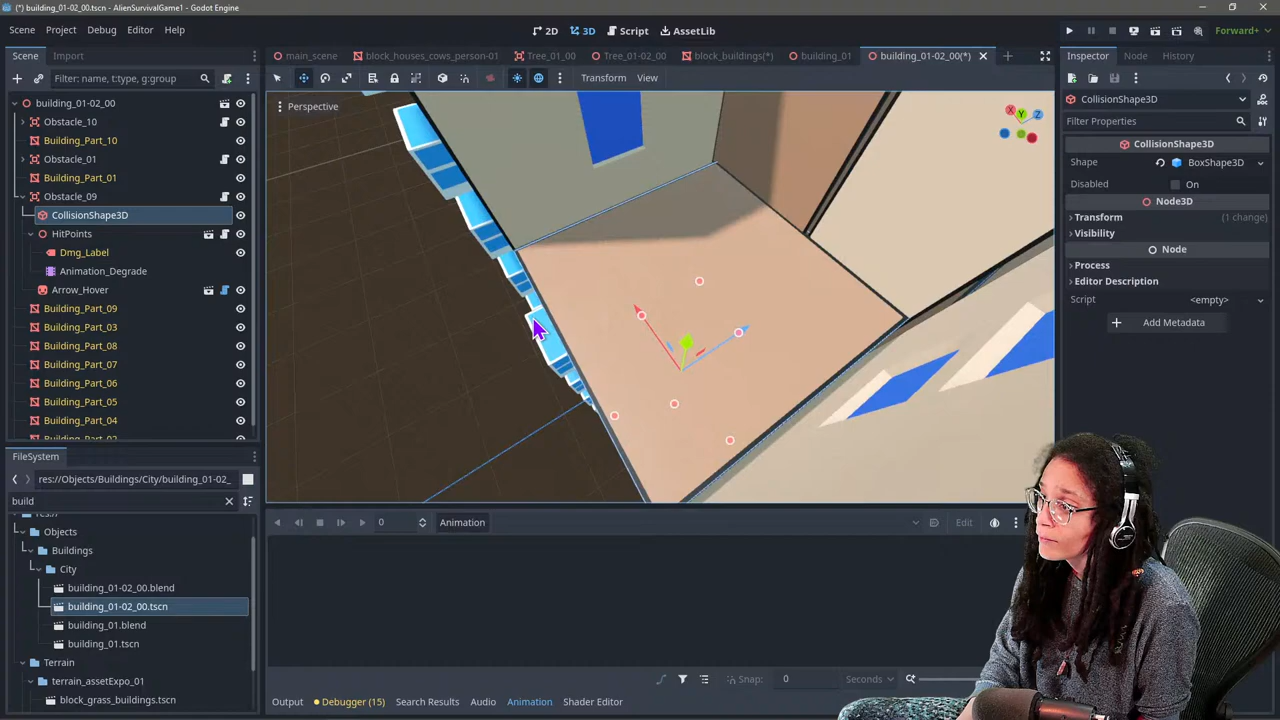 (*) building_01-02_00.tscn - AlienSurvivalGame1 - Godot Engine
Scene Project Debug Editor Help
2D 3D Script AssetLib
Forward+
Scene Import
main_scene block_houses_cows_person-01 Tree_01_00 Tree_01-02_00 block_buildings(*) building_01 building_01-02_00(*)
Inspector Node History
Filter: name, t:type, g:group
Transform View
building_01-02_00
Obstacle_10
Building_Part_10
Obstacle_01
Building_Part_01
Obstacle_09
CollisionShape3D
HitPoints
Dmg_Label
Animation_Degrade
Arrow_Hover
Building_Part_09
Building_Part_03
Building_Part_08
Building_Part_07
Building_Part_06
Building_Part_05
Building_Part_04
Perspective
X Y Z
CollisionShape3D
Filter Properties
CollisionShape3D
Shape BoxShape3D
Disabled On
Node3D
Transform (1 change)
Visibility
Node
Process
Editor Description
Script <empty>
Add Metadata
FileSystem
res://Objects/Buildings/City/building_01-02_
build
Objects
Buildings
City
building_01-02_00.blend
building_01-02_00.tscn
building_01.blend
building_01.tscn
Terrain
terrain_assetExpo_01
block_grass_buildings.tscn
0 Animation Edit
Snap: 0 Seconds
Output Debugger (15) Search Results Audio Animation Shader Editor